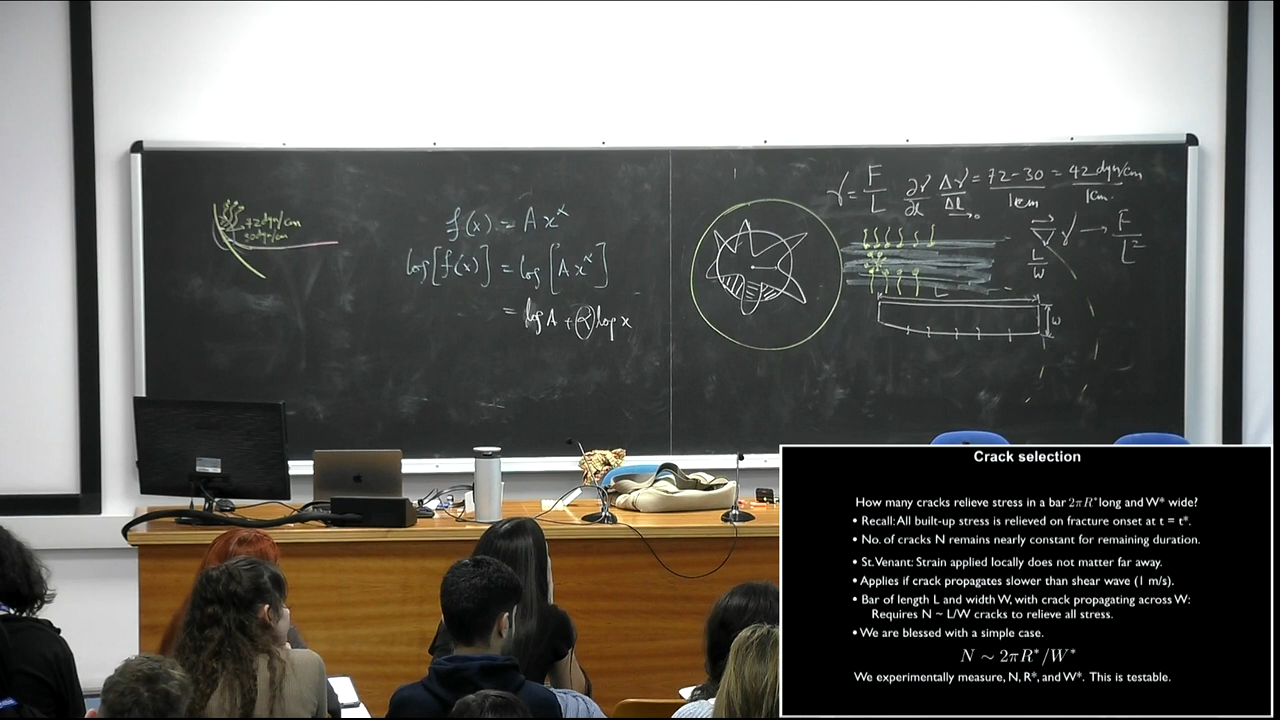 72dyn/cm
30dyn/cm
f(x) = A x^α
log[f(x)] = log[A x^α]
= log A + α log x
γ = F/L ∂γ/∂L Δγ/ΔL = 72-30/1cm = 42 dyn/cm/1cm.
∇γ → F/L²
L/W
L
W
Crack selection
How many cracks relieve stress in a bar 2πR* long and W* wide?
• Recall: All built-up stress is relieved on fracture onset at t = t*.
• No. of cracks N remains nearly constant for remaining duration.
• St. Venant: Strain applied locally does not matter far away.
• Applies if crack propagates slower than shear wave (1 m/s).
• Bar of length L and width W, with crack propagating across W:
Requires N ~ L/W cracks to relieve all stress.
• We are blessed with a simple case.
N ∼ 2πR*/W*
We experimentally measure, N, R*, and W*. This is testable.